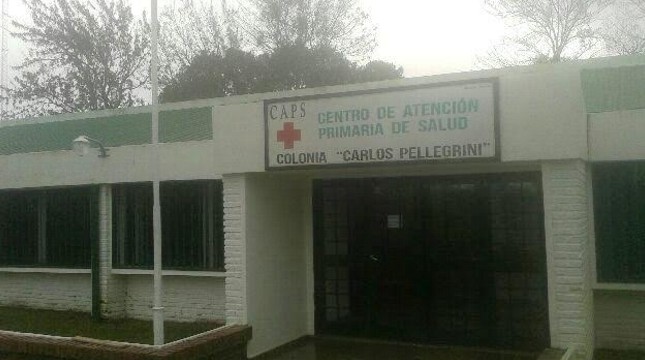 CAPS
CENTRO DE ATENCIÓN
PRIMARIA DE SALUD
COLONIA "CARLOS PELLEGRINI"